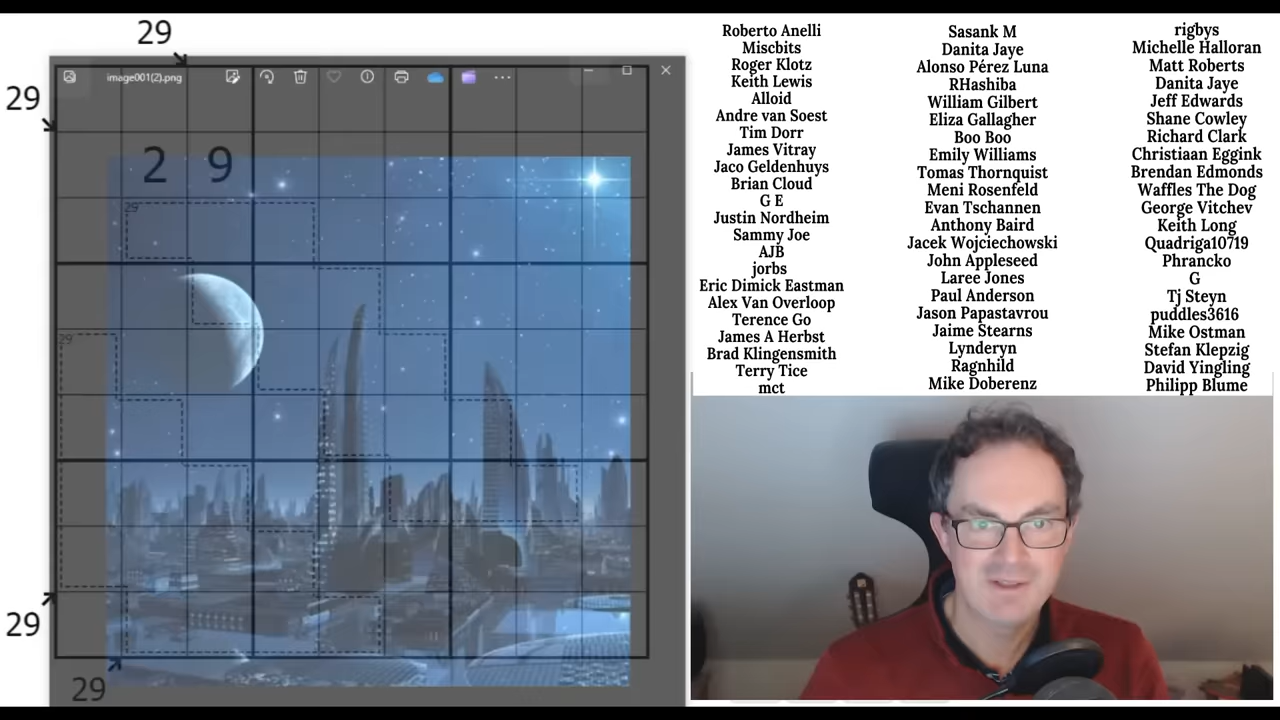 29
29
image001(2).png
2 9
29
29
29
29
Roberto Anelli
Miscbits
Roger Klotz
Keith Lewis
Alloid
Andre van Soest
Tim Dorr
James Vitray
Jaco Geldenhuys
Brian Cloud
G E
Justin Nordheim
Sammy Joe
AJB
jorbs
Eric Dimick Eastman
Alex Van Overloop
Terence Go
James A Herbst
Brad Klingensmith
Terry Tice
mct
Sasank M
Danita Jaye
Alonso Pérez Luna
RHashiba
William Gilbert
Eliza Gallagher
Boo Boo
Emily Williams
Tomas Thornquist
Meni Rosenfeld
Evan Tschannen
Anthony Baird
Jacek Wojciechowski
John Appleseed
Laree Jones
Paul Anderson
Jason Papastavrou
Jaime Stearns
Lynderyn
Ragnhild
Mike Doberenz
rigbys
Michelle Halloran
Matt Roberts
Danita Jaye
Jeff Edwards
Shane Cowley
Richard Clark
Christiaan Eggink
Brendan Edmonds
Waffles The Dog
George Vitchev
Keith Long
Quadriga10719
Phrancko
G
Tj Steyn
puddles3616
Mike Ostman
Stefan Klepzig
David Yingling
Philipp Blume